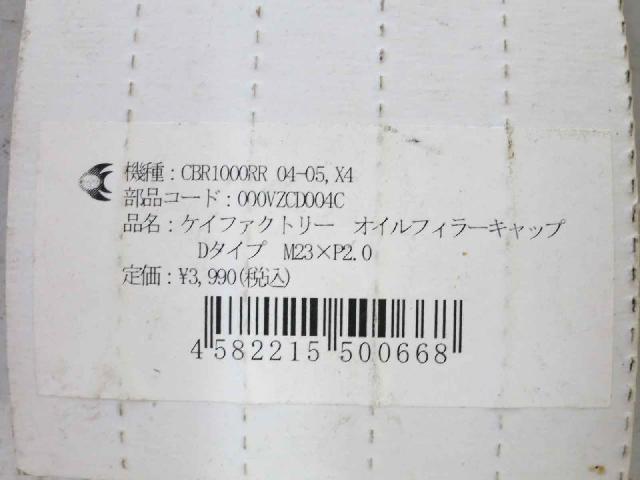 機種：CBR1000RR 04-05, X4
部品コード：000VZCD004C
品名：ケイファクトリー　オイルフィラーキャップ
Dタイプ　M23×P2.0
定価：¥3,990(税込)
4 582215 500668